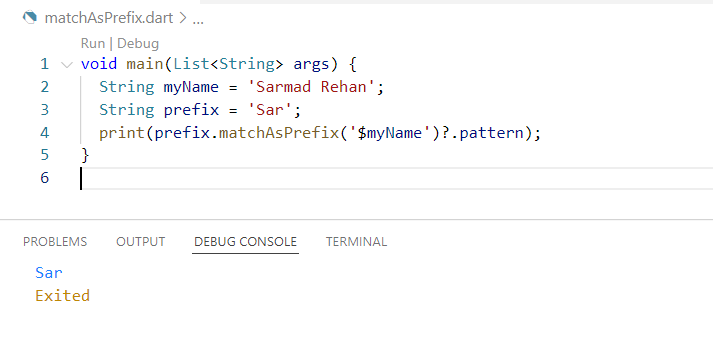 matchAsPrefix.dart > ...
Run | Debug
1 void main(List<String> args) {
2 String myName = 'Sarmad Rehan';
3 String prefix = 'Sar';
4 print(prefix.matchAsPrefix('$myName')?.pattern);
5 }
6
PROBLEMS OUTPUT DEBUG CONSOLE TERMINAL
Sar
Exited